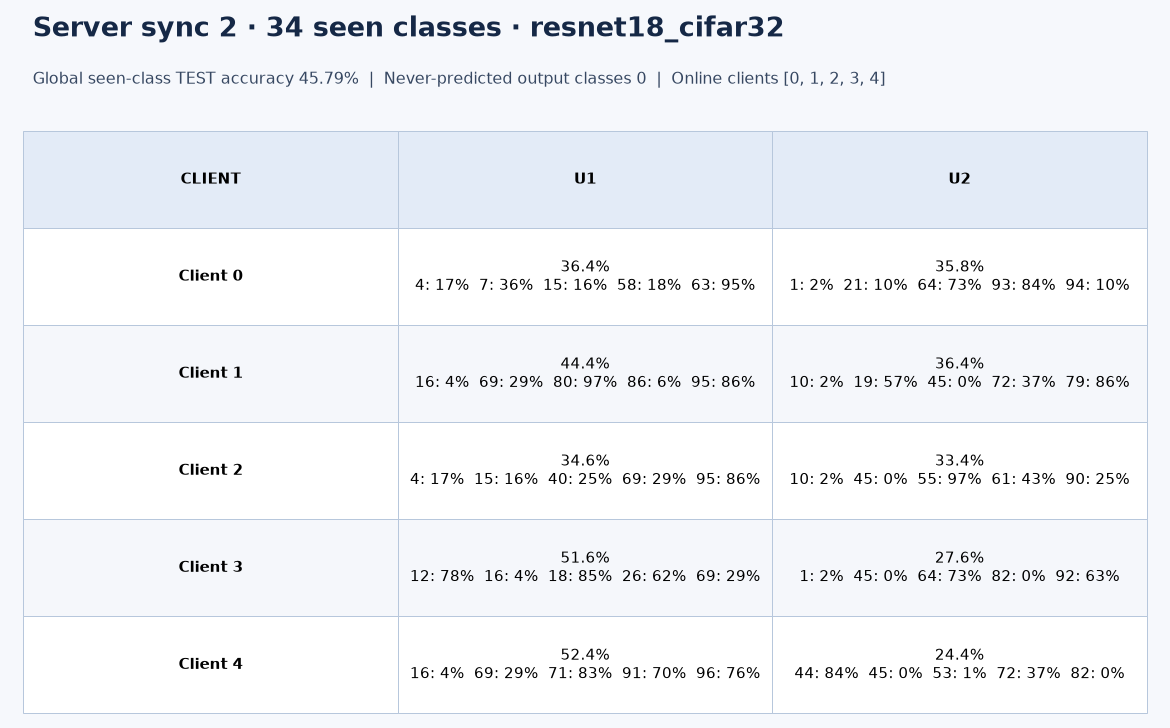 Server sync 2 · 34 seen classes · resnet18_cifar32
Global seen-class TEST accuracy 45.79%  |  Never-predicted output classes 0  |  Online clients [0, 1, 2, 3, 4]
CLIENT U1 U2
Client 0
36.4%
4: 17%  7: 36%  15: 16%  58: 18%  63: 95%
35.8%
1: 2%  21: 10%  64: 73%  93: 84%  94: 10%
Client 1
44.4%
16: 4%  69: 29%  80: 97%  86: 6%  95: 86%
36.4%
10: 2%  19: 57%  45: 0%  72: 37%  79: 86%
Client 2
34.6%
4: 17%  15: 16%  40: 25%  69: 29%  95: 86%
33.4%
10: 2%  45: 0%  55: 97%  61: 43%  90: 25%
Client 3
51.6%
12: 78%  16: 4%  18: 85%  26: 62%  69: 29%
27.6%
1: 2%  45: 0%  64: 73%  82: 0%  92: 63%
Client 4
52.4%
16: 4%  69: 29%  71: 83%  91: 70%  96: 76%
24.4%
44: 84%  45: 0%  53: 1%  72: 37%  82: 0%